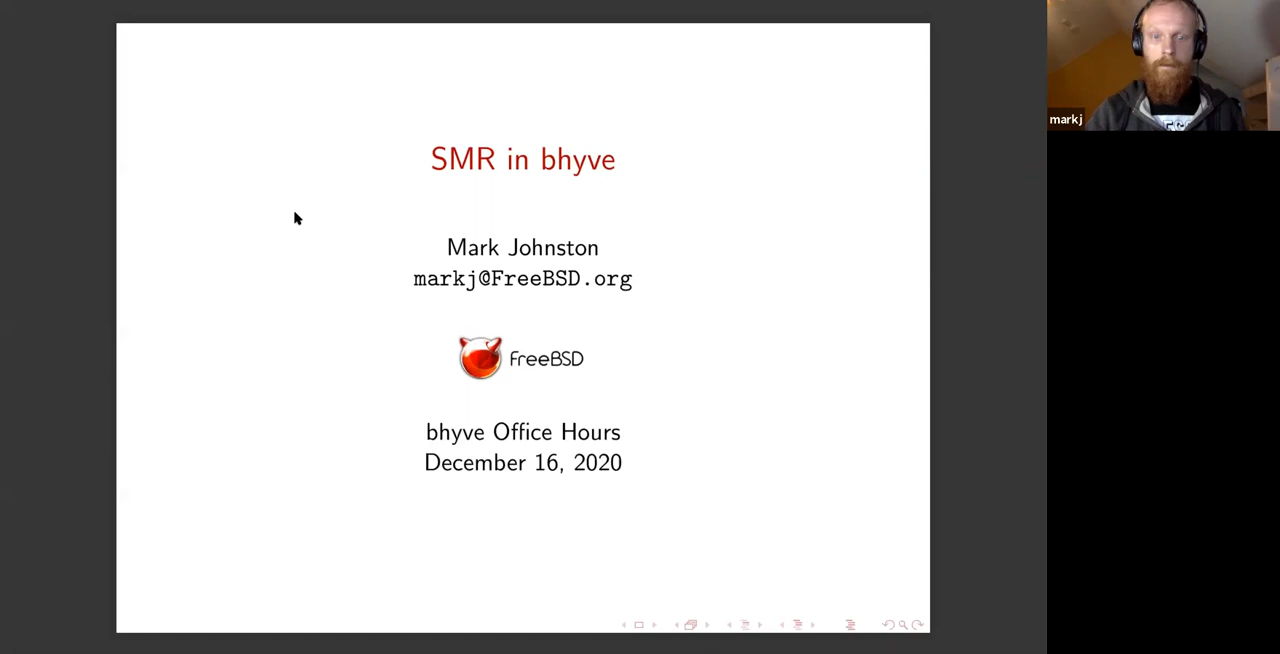 SMR in bhyve
Mark Johnston
markj@FreeBSD.org
FreeBSD
bhyve Office Hours
December 16, 2020
markj